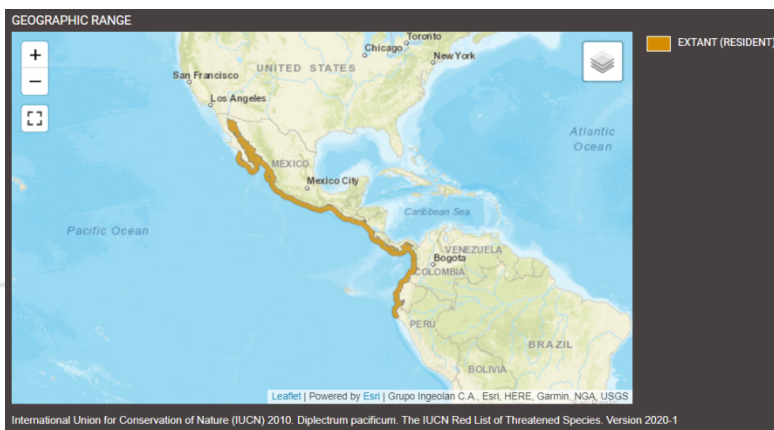 GEOGRAPHIC RANGE
EXTANT (RESIDENT)
+
−
Toronto
Chicago
New York
UNITED STATES
San Francisco
Los Angeles
Atlantic
Ocean
MÉXICO
Mexico City
Caribbean Sea
Pacific Ocean
VENEZUELA
Bogota
COLOMBIA
PERU
BRAZIL
BOLIVIA
Leaflet | Powered by Esri | Grupo Ingeolan C.A., Esri, HERE, Garmin, NGA, USGS
International Union for Conservation of Nature (IUCN) 2010. Diplectrum pacificum. The IUCN Red List of Threatened Species. Version 2020-1